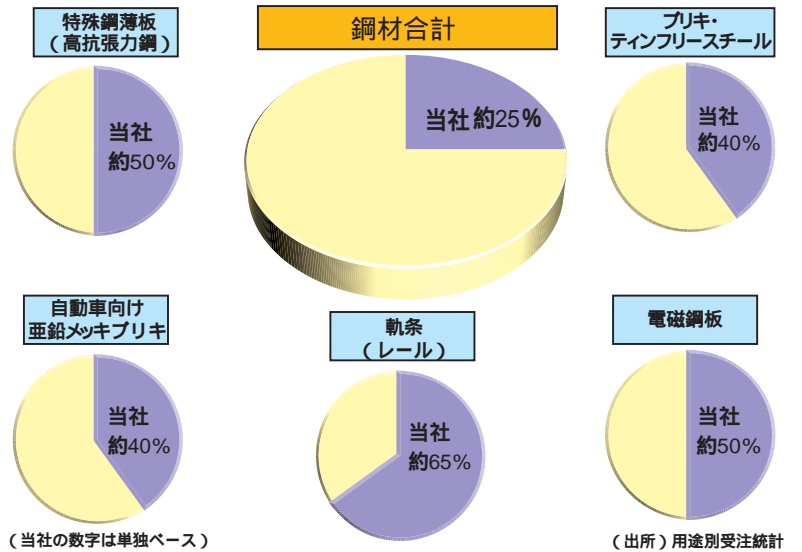 特殊鋼薄板
(高抗張力鋼)
鋼材合計
ブリキ・
ティンフリースチール
当社
約50%
当社 約25%
当社
約40%
自動車向け
亜鉛メッキブリキ
軌条
(レール)
電磁鋼板
当社
約40%
当社
約65%
当社
約50%
(当社の数字は単独ベース)
(出所)用途別受注統計